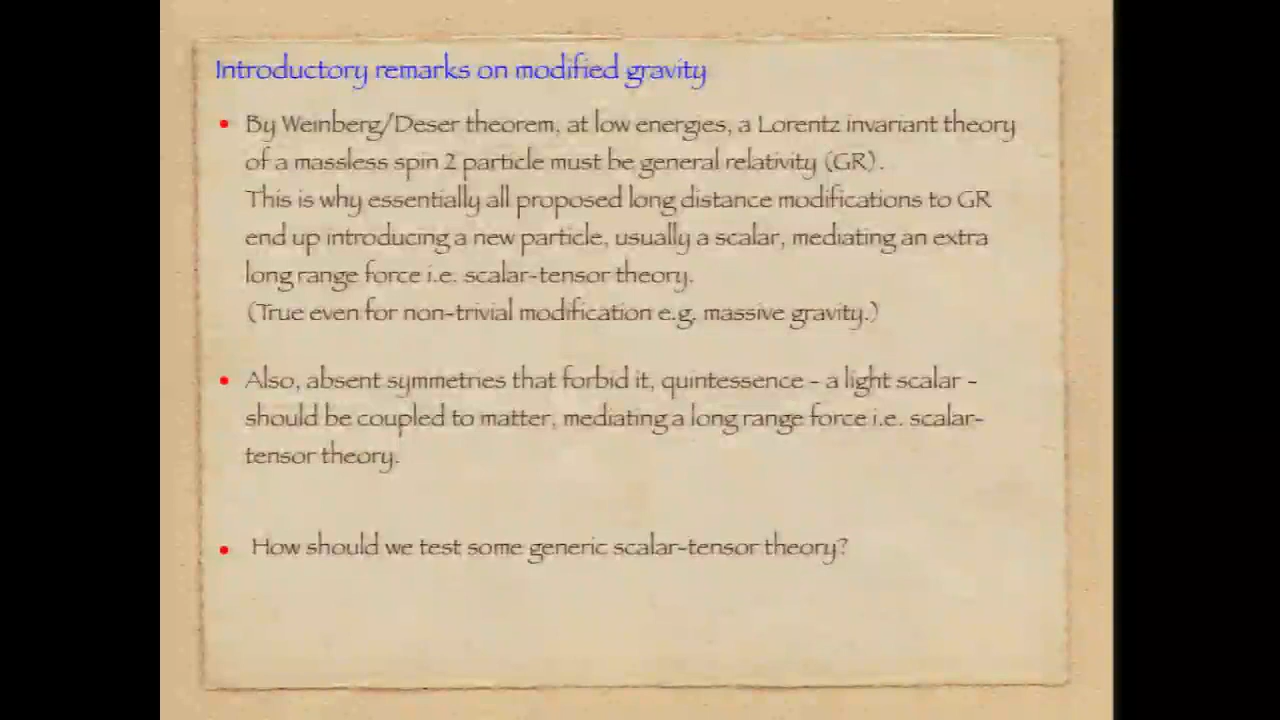 Introductory remarks on modified gravity
• By Weinberg/Deser theorem, at low energies, a Lorentz invariant theory
of a massless spin 2 particle must be general relativity (GR).
This is why essentially all proposed long distance modifications to GR
end up introducing a new particle, usually a scalar, mediating an extra
long range force i.e. scalar-tensor theory.
(True even for non-trivial modification e.g. massive gravity.)
• Also, absent symmetries that forbid it, quintessence - a light scalar -
should be coupled to matter, mediating a long range force i.e. scalar-
tensor theory.
• How should we test some generic scalar-tensor theory?